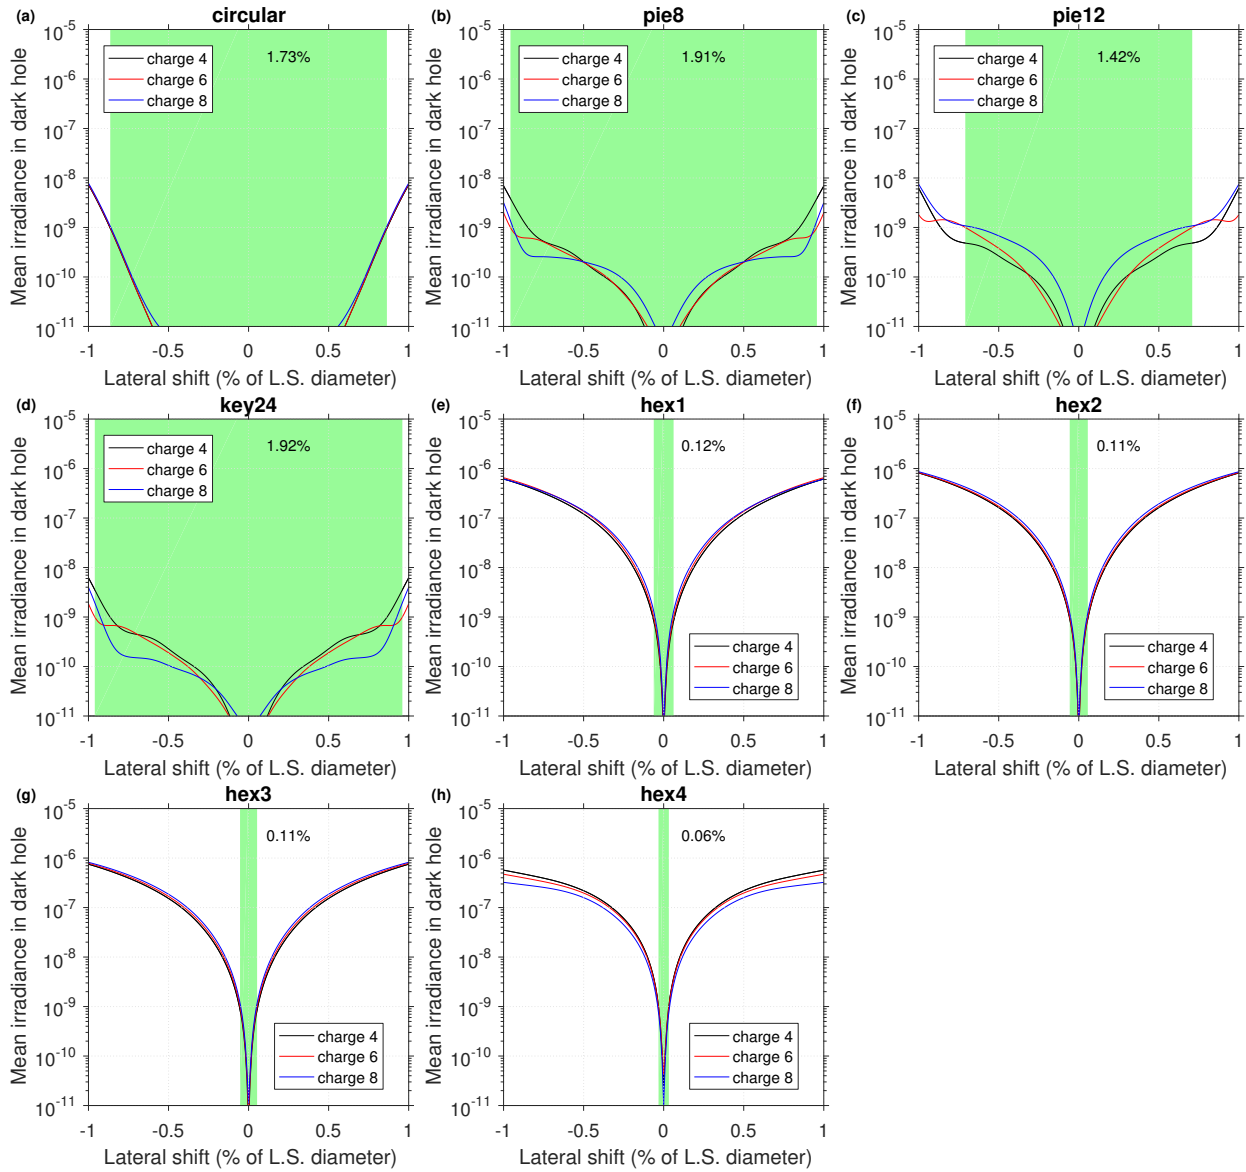 (a) circular
10^-5
10^-6
10^-7
10^-8
10^-9
10^-10
10^-11
Mean irradiance in dark hole
charge 4
charge 6
charge 8
1.73%
-1 -0.5 0 0.5 1
Lateral shift (% of L.S. diameter)
(b) pie8
10^-5
10^-6
10^-7
10^-8
10^-9
10^-10
10^-11
Mean irradiance in dark hole
charge 4
charge 6
charge 8
1.91%
-1 -0.5 0 0.5 1
Lateral shift (% of L.S. diameter)
(c) pie12
10^-5
10^-6
10^-7
10^-8
10^-9
10^-10
10^-11
Mean irradiance in dark hole
charge 4
charge 6
charge 8
1.42%
-1 -0.5 0 0.5 1
Lateral shift (% of L.S. diameter)
(d) key24
10^-5
10^-6
10^-7
10^-8
10^-9
10^-10
10^-11
Mean irradiance in dark hole
charge 4
charge 6
charge 8
1.92%
-1 -0.5 0 0.5 1
Lateral shift (% of L.S. diameter)
(e) hex1
10^-5
10^-6
10^-7
10^-8
10^-9
10^-10
10^-11
Mean irradiance in dark hole
0.12%
charge 4
charge 6
charge 8
-1 -0.5 0 0.5 1
Lateral shift (% of L.S. diameter)
(f) hex2
10^-5
10^-6
10^-7
10^-8
10^-9
10^-10
10^-11
Mean irradiance in dark hole
0.11%
charge 4
charge 6
charge 8
-1 -0.5 0 0.5 1
Lateral shift (% of L.S. diameter)
(g) hex3
10^-5
10^-6
10^-7
10^-8
10^-9
10^-10
10^-11
Mean irradiance in dark hole
0.11%
charge 4
charge 6
charge 8
-1 -0.5 0 0.5 1
Lateral shift (% of L.S. diameter)
(h) hex4
10^-5
10^-6
10^-7
10^-8
10^-9
10^-10
10^-11
Mean irradiance in dark hole
0.06%
charge 4
charge 6
charge 8
-1 -0.5 0 0.5 1
Lateral shift (% of L.S. diameter)